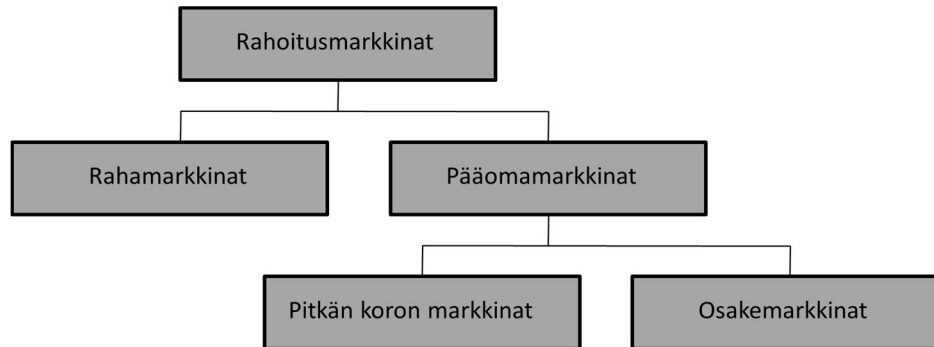 Rahoitusmarkkinat
Rahamarkkinat
Pääomamarkkinat
Pitkän koron markkinat
Osakemarkkinat